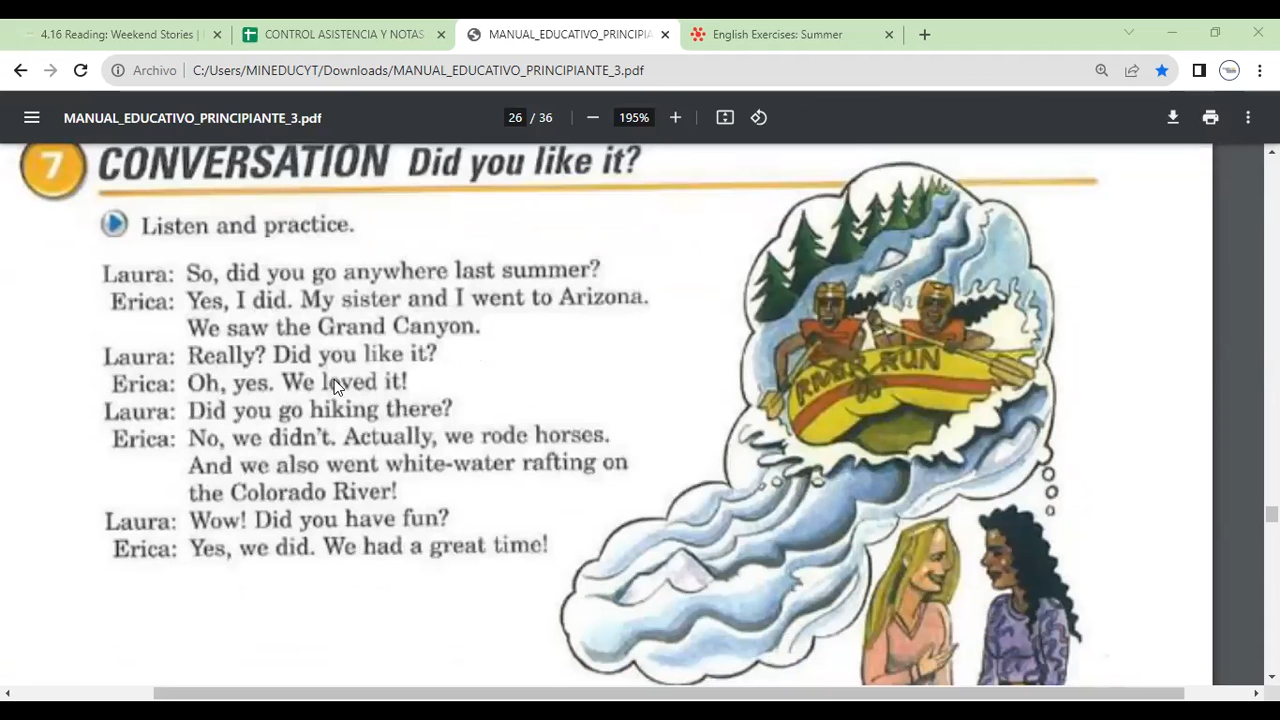 4.16 Reading: Weekend Stories |
CONTROL ASISTENCIA Y NOTAS
MANUAL_EDUCATIVO_PRINCIPIA
English Exercises: Summer
Archivo
C:/Users/MINEDUCYT/Downloads/MANUAL_EDUCATIVO_PRINCIPIANTE_3.pdf
MANUAL_EDUCATIVO_PRINCIPIANTE_3.pdf
26 / 36
195%
7 CONVERSATION Did you like it?
Listen and practice.
Laura: So, did you go anywhere last summer?
Erica: Yes, I did. My sister and I went to Arizona.
We saw the Grand Canyon.
Laura: Really? Did you like it?
Erica: Oh, yes. We loved it!
Laura: Did you go hiking there?
Erica: No, we didn't. Actually, we rode horses.
And we also went white-water rafting on
the Colorado River!
Laura: Wow! Did you have fun?
Erica: Yes, we did. We had a great time!
RIVER RUN